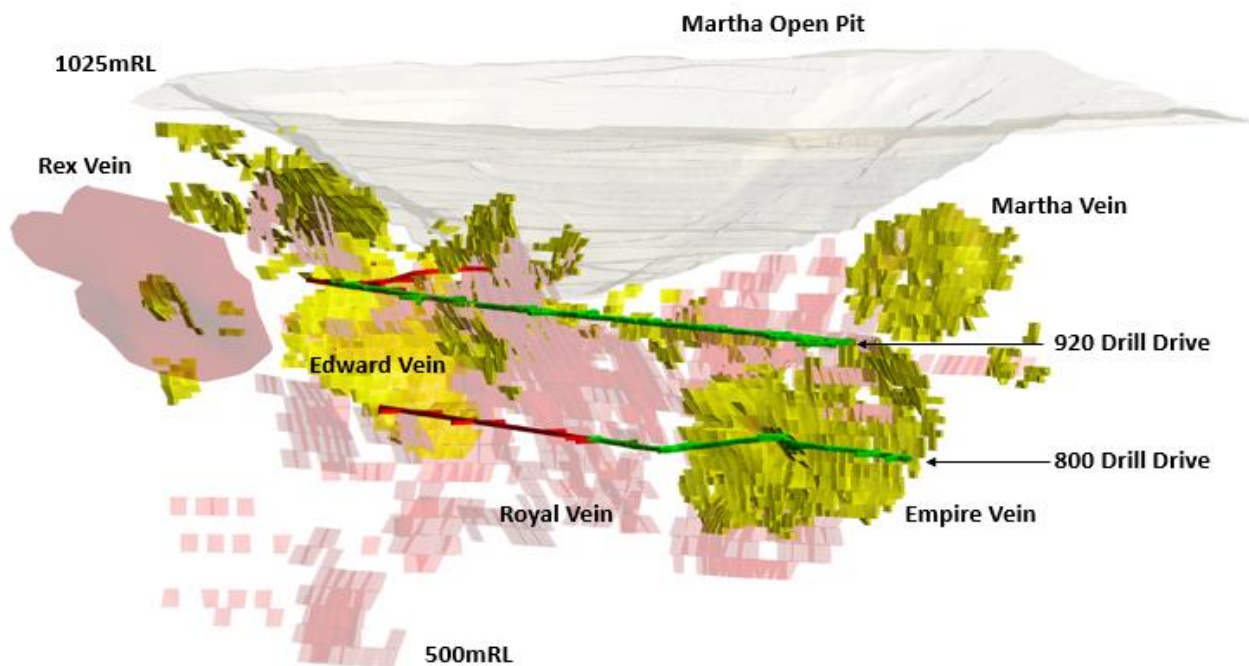 Martha Open Pit
1025mRL
Rex Vein
Martha Vein
920 Drill Drive
Edward Vein
800 Drill Drive
Royal Vein
Empire Vein
500mRL